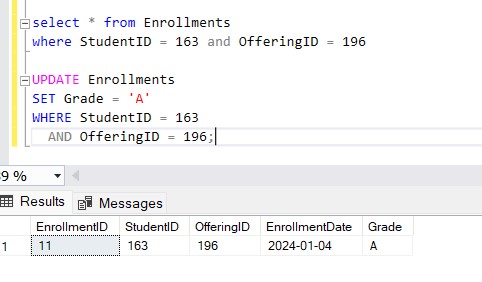 select * from Enrollments
where StudentID = 163 and OfferingID = 196
UPDATE Enrollments
SET Grade = 'A'
WHERE StudentID = 163
AND OfferingID = 196;
9 %
Results Messages
EnrollmentID StudentID OfferingID EnrollmentDate Grade
1 11 163 196 2024-01-04 A